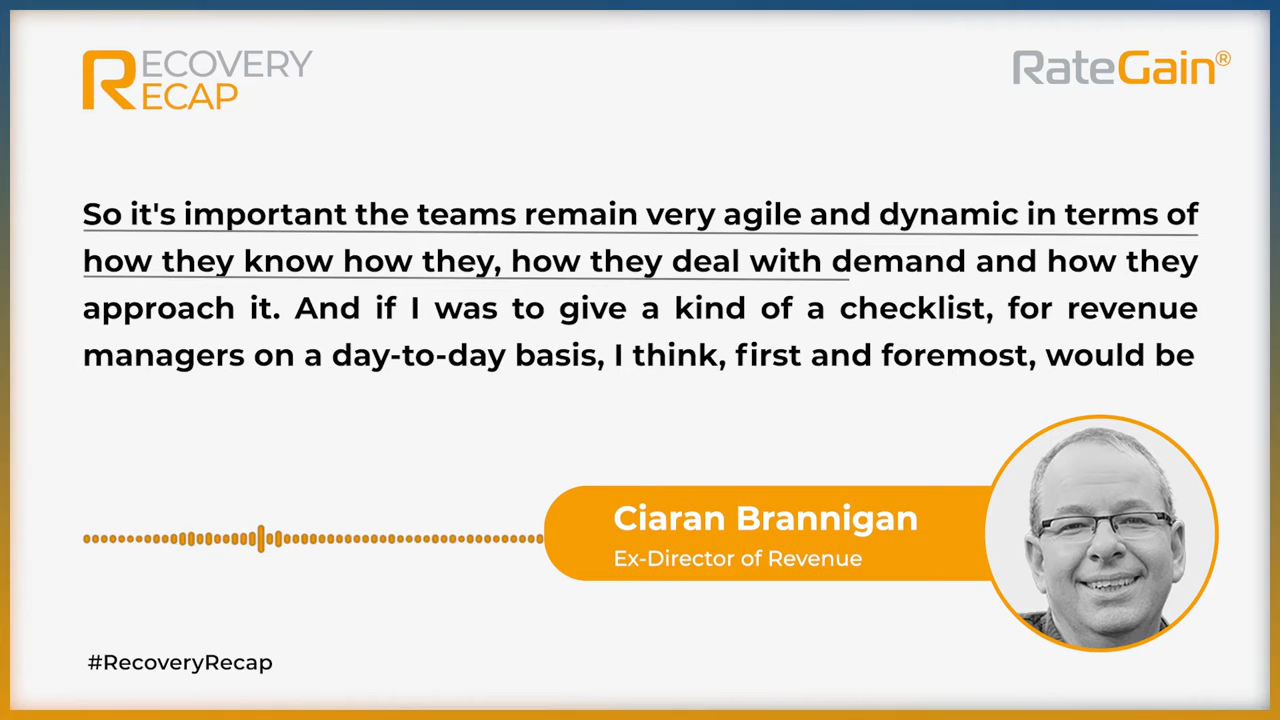 RECOVERY
RECAP
RateGain®
So it's important the teams remain very agile and dynamic in terms of
how they know how they, how they deal with demand and how they
approach it. And if I was to give a kind of a checklist, for revenue
managers on a day-to-day basis, I think, first and foremost, would be
Ciaran Brannigan
Ex-Director of Revenue
#RecoveryRecap